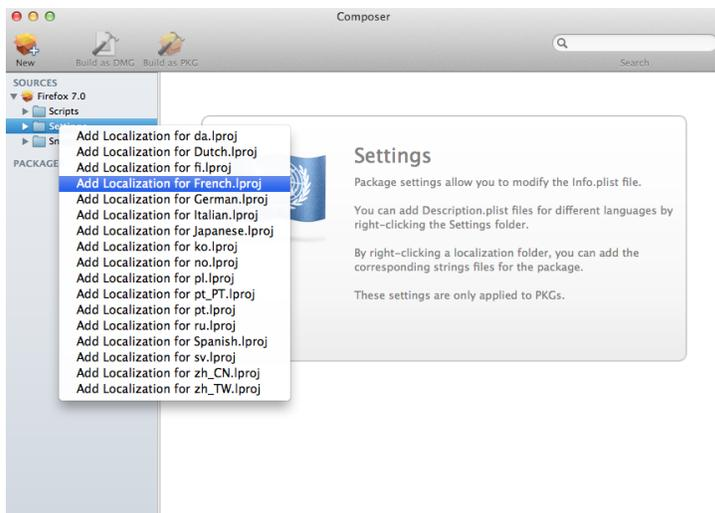 Composer
New
Build as DMG
Build as PKG
Search
SOURCES
Firefox 7.0
Scripts
PACKAGE
Add Localization for da.lproj
Add Localization for Dutch.lproj
Add Localization for fi.lproj
Add Localization for French.lproj
Add Localization for German.lproj
Add Localization for Italian.lproj
Add Localization for Japanese.lproj
Add Localization for ko.lproj
Add Localization for no.lproj
Add Localization for pl.lproj
Add Localization for pt_PT.lproj
Add Localization for pt.lproj
Add Localization for ru.lproj
Add Localization for Spanish.lproj
Add Localization for sv.lproj
Add Localization for zh_CN.lproj
Add Localization for zh_TW.lproj
Settings
Package settings allow you to modify the Info.plist file.
You can add Description.plist files for different languages by
right-clicking the Settings folder.
By right-clicking a localization folder, you can add the
corresponding strings files for the package.
These settings are only applied to PKGs.